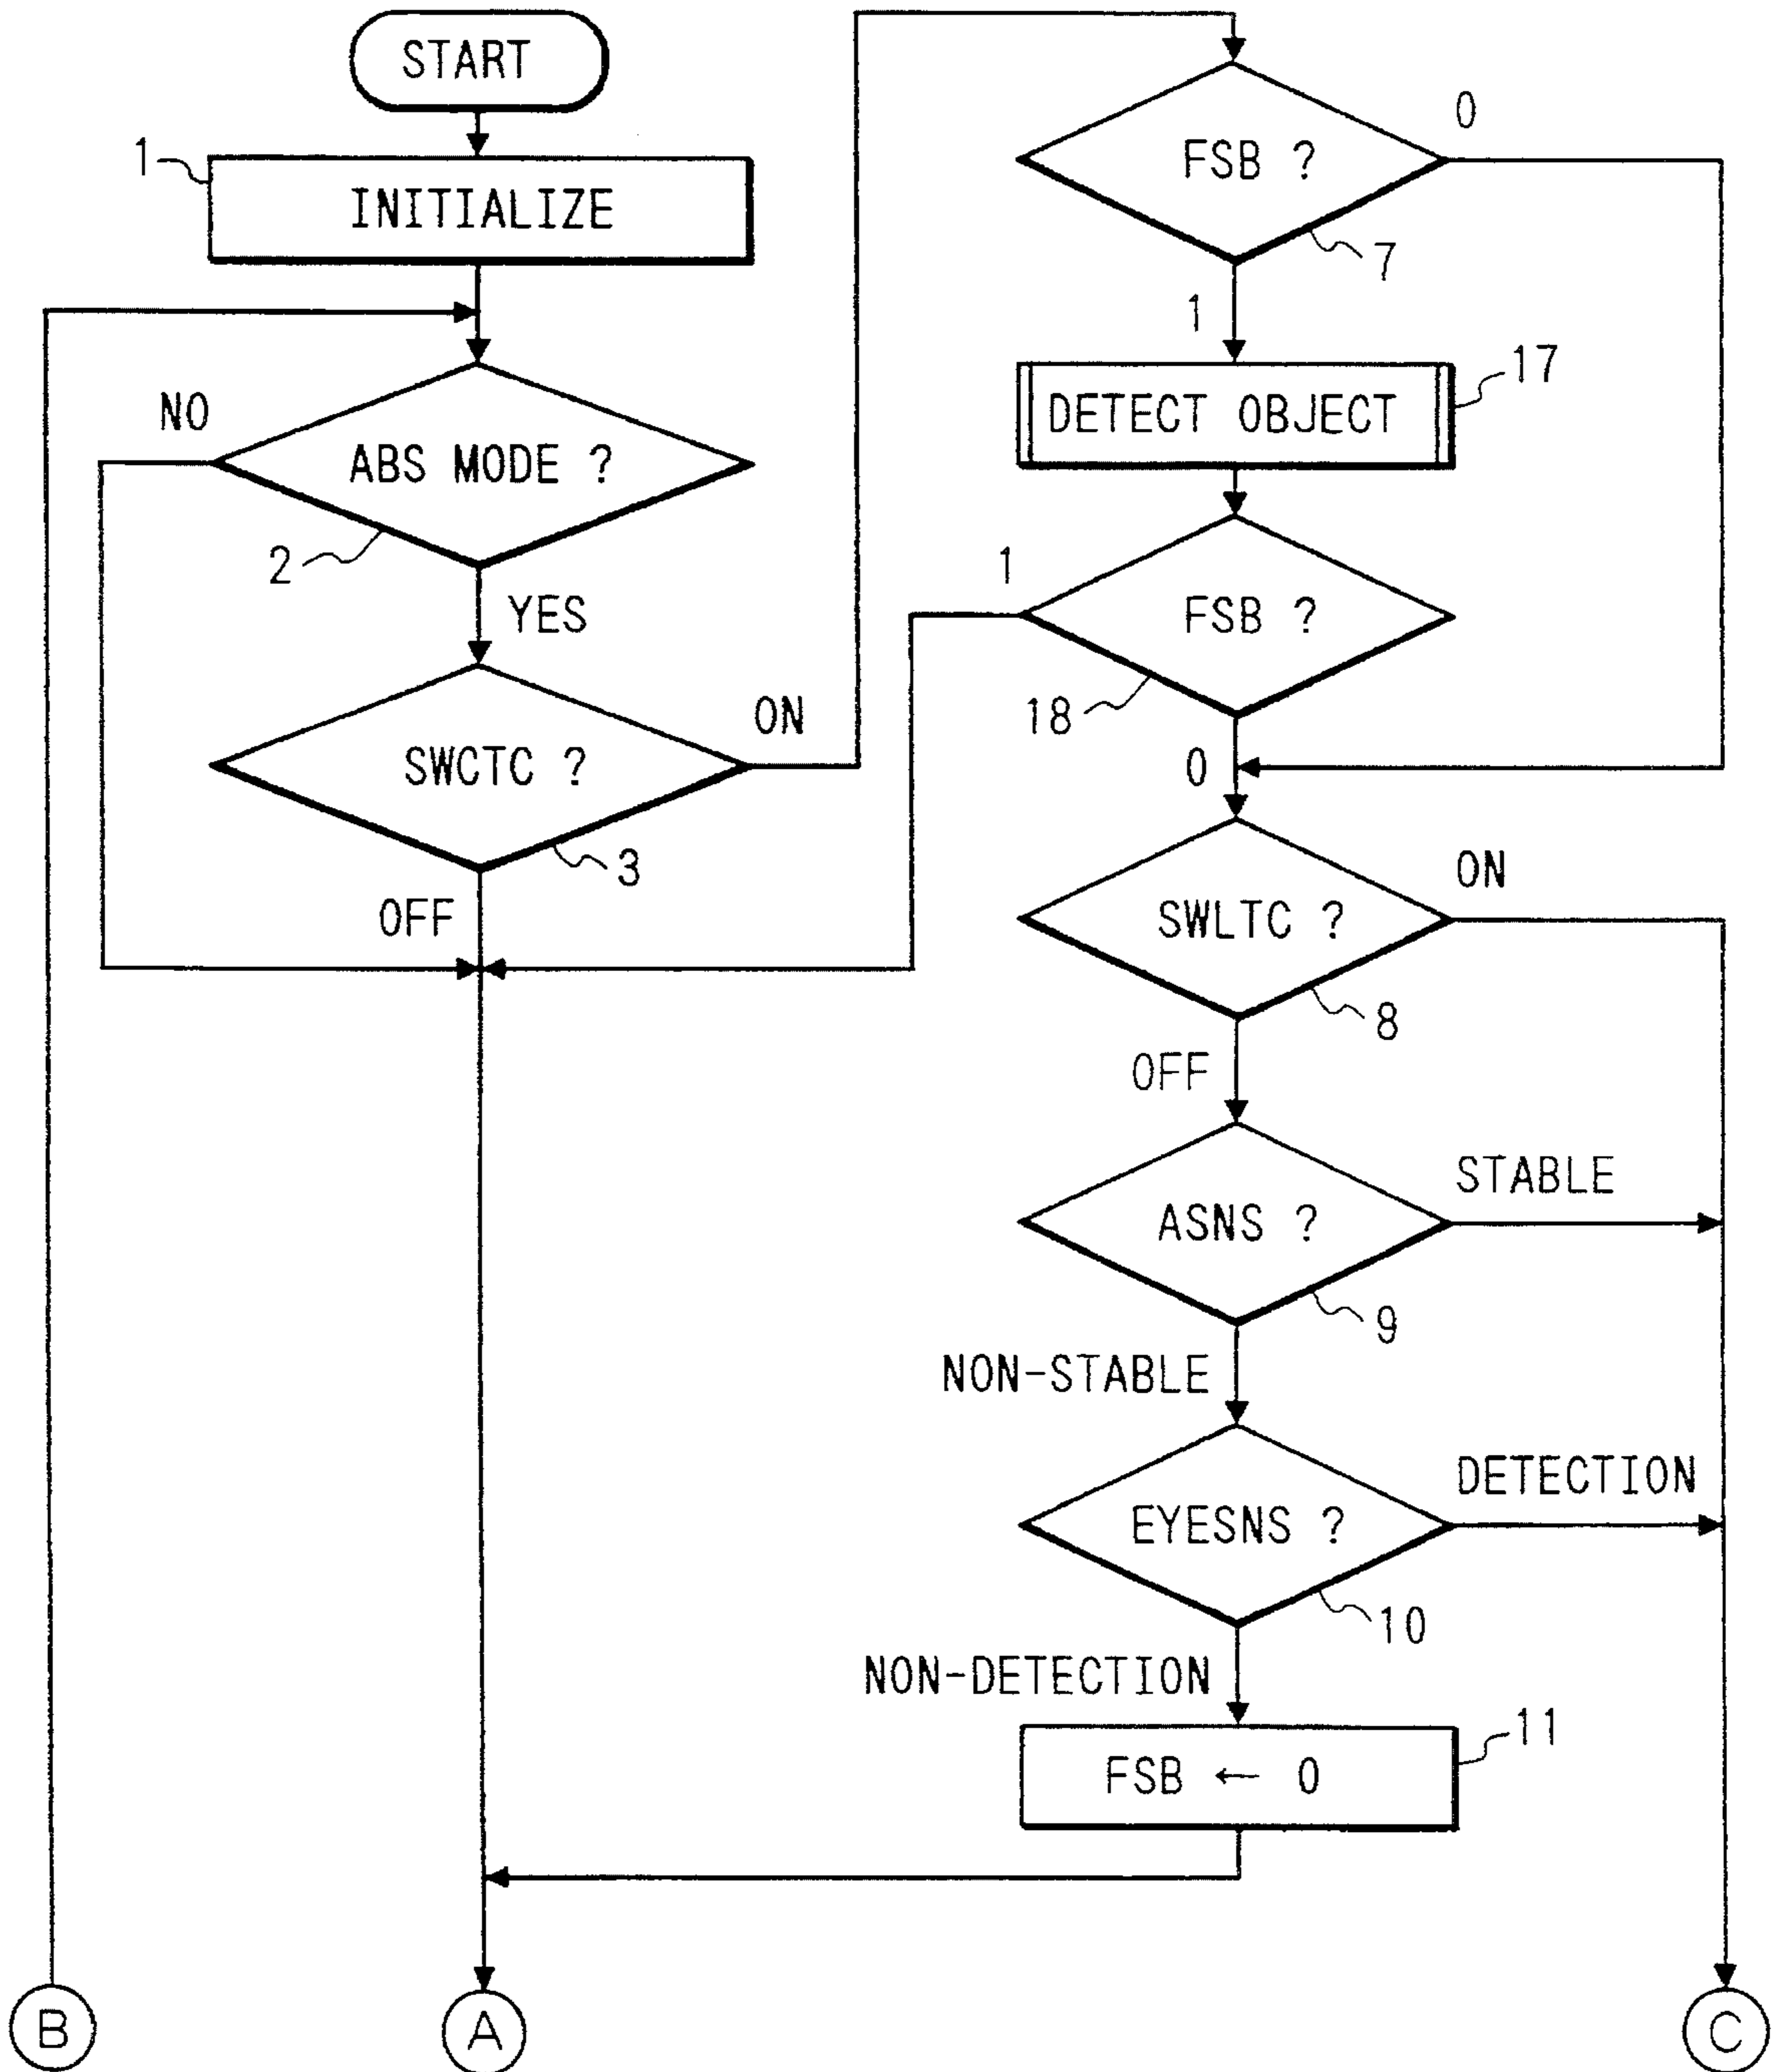 START
1
INITIALIZE
NO
ABS MODE ?
2
YES
SWCTC ?
ON
3
OFF
FSB ?
0
7
1
DETECT OBJECT
17
1
FSB ?
18
0
SWLTC ?
ON
8
OFF
ASNS ?
STABLE
9
NON-STABLE
EYESNS ?
DETECTION
10
NON-DETECTION
FSB ← 0
11
B
A
C